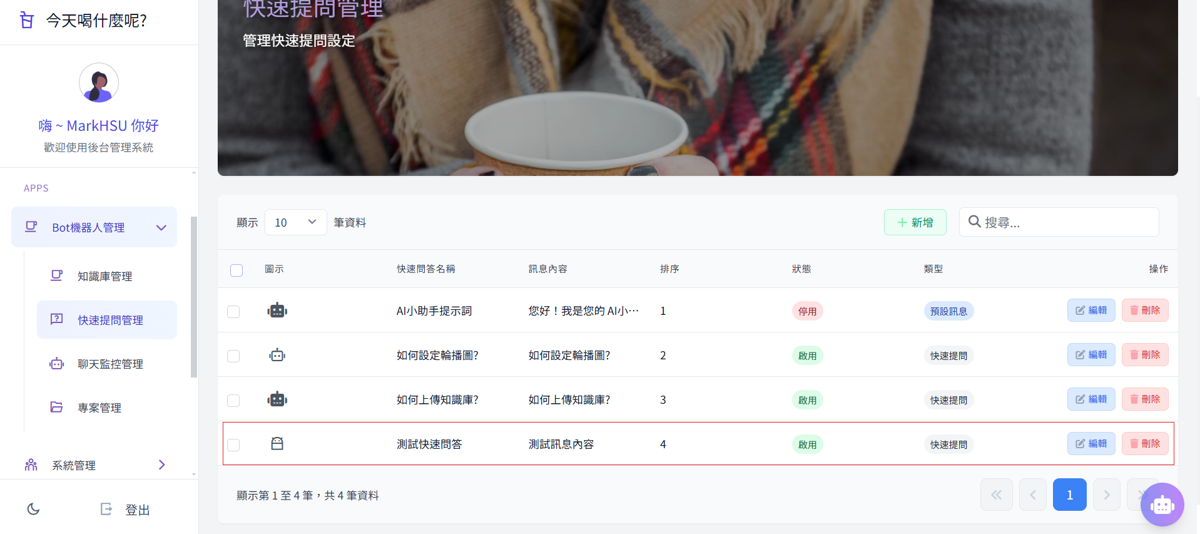 今天喝什麼呢?
嗨 ~ MarkHSU 你好
歡迎使用後台管理系統
APPS
Bot機器人管理
知識庫管理
快速提問管理
聊天監控管理
專案管理
系統管理
登出
快速提問管理
管理快速提問設定
顯示 10 筆資料
新增
搜尋...
圖示 快速問答名稱 訊息內容 排序 狀態 類型 操作
AI小助手提示詞 您好！我是您的 AI小⋯ 1 停用 預設訊息 編輯 刪除
如何設定輪播圖? 如何設定輪播圖? 2 啟用 快速提問 編輯 刪除
如何上傳知識庫? 如何上傳知識庫? 3 啟用 快速提問 編輯 刪除
測試快速問答 測試訊息內容 4 啟用 快速提問 編輯 刪除
顯示第 1 至 4 筆，共 4 筆資料
1